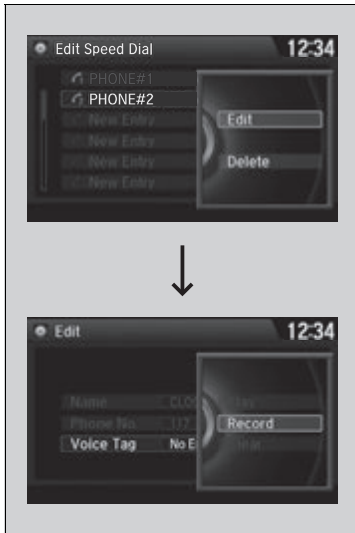 Edit Speed Dial 12:34
PHONE#1
PHONE#2
New Entry
New Entry
New Entry
New Entry
Edit
Delete
Edit 12:34
Name
Phone No.
Voice Tag No E
Record